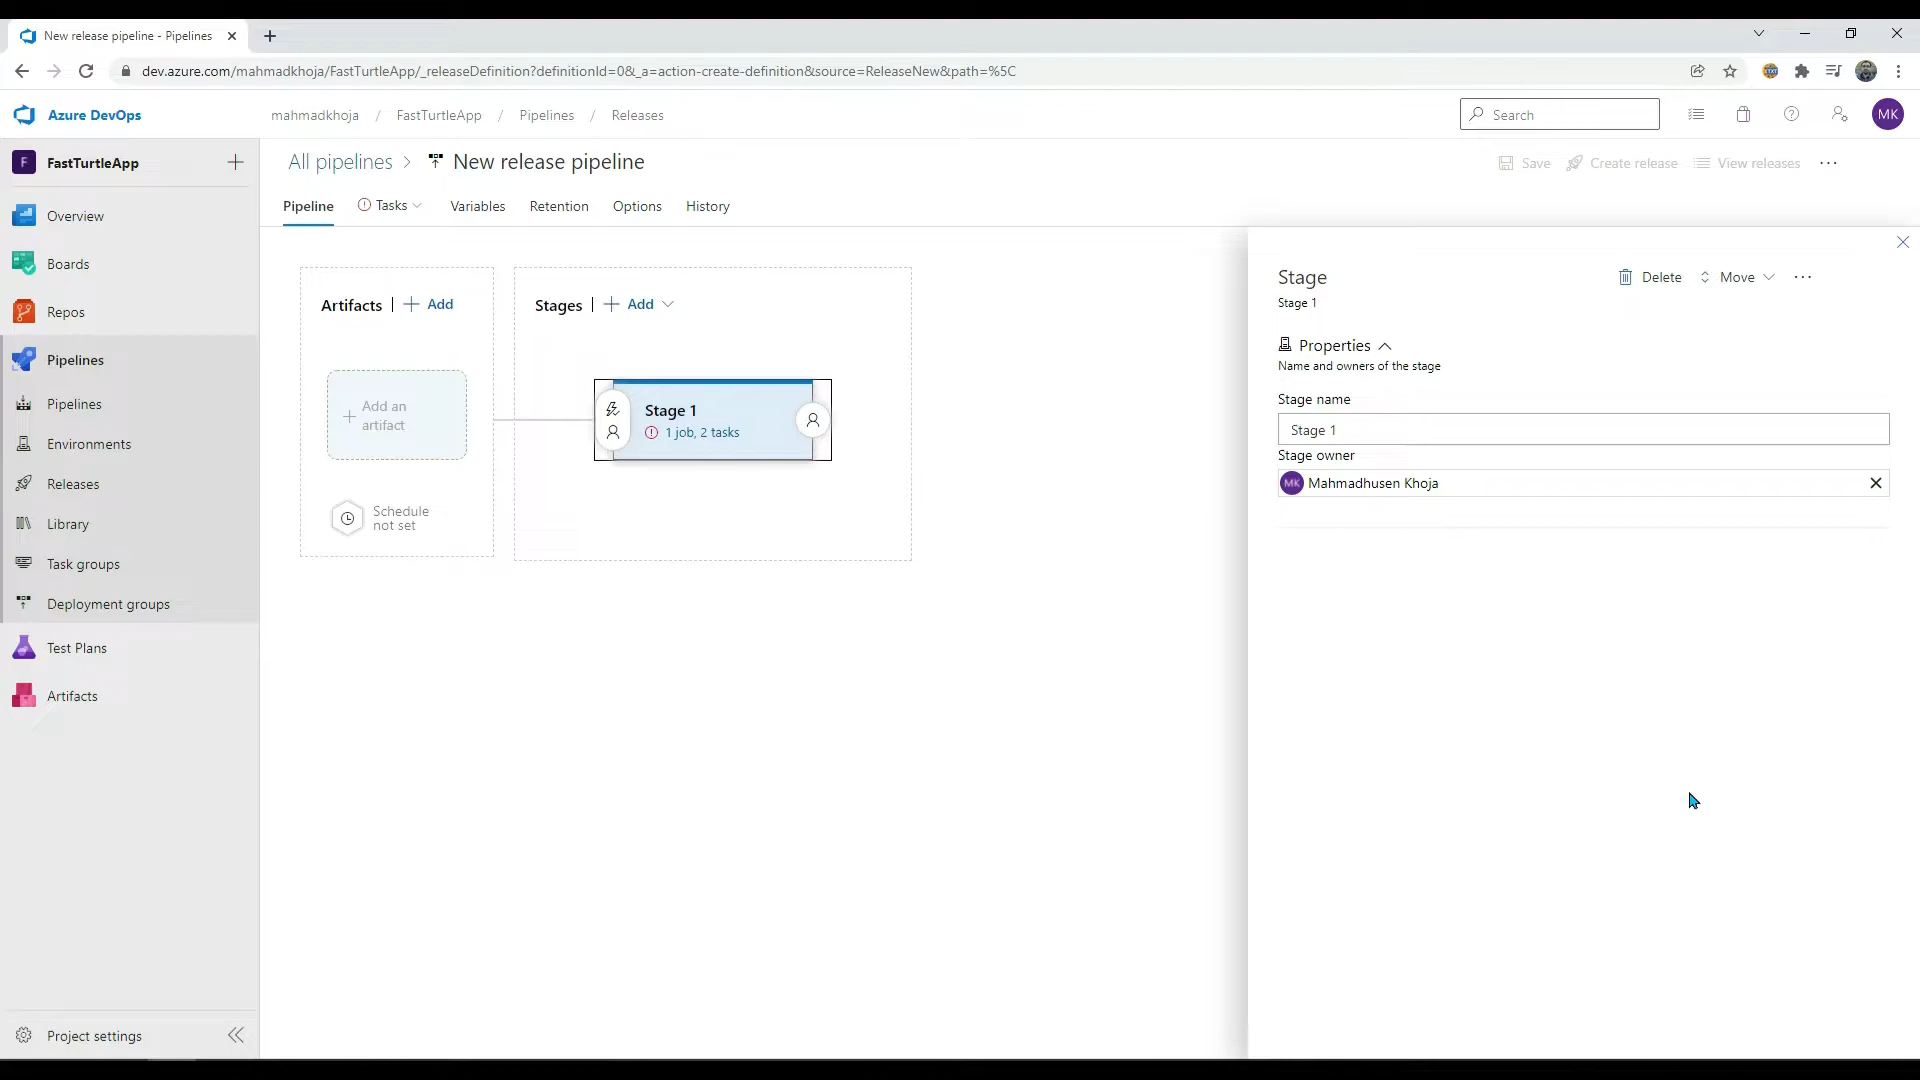 New release pipeline - Pipelines
dev.azure.com/mahmadkhoja/FastTurtleApp/_releaseDefinition?definitionId=0&_a=action-create-definition&source=ReleaseNew&path=%5C
Azure DevOps
mahmadkhoja / FastTurtleApp / Pipelines / Releases
Search
MK
F FastTurtleApp
All pipelines > New release pipeline
Save Create release View releases
Pipeline Tasks Variables Retention Options History
Overview
Boards
Repos
Pipelines
Pipelines
Environments
Releases
Library
Task groups
Deployment groups
Test Plans
Artifacts
Project settings
Artifacts | + Add
Add an
artifact
Schedule
not set
Stages | + Add
Stage 1
1 job, 2 tasks
Stage
Delete Move
Stage 1
Properties
Name and owners of the stage
Stage name
Stage 1
Stage owner
MK Mahmadhusen Khoja